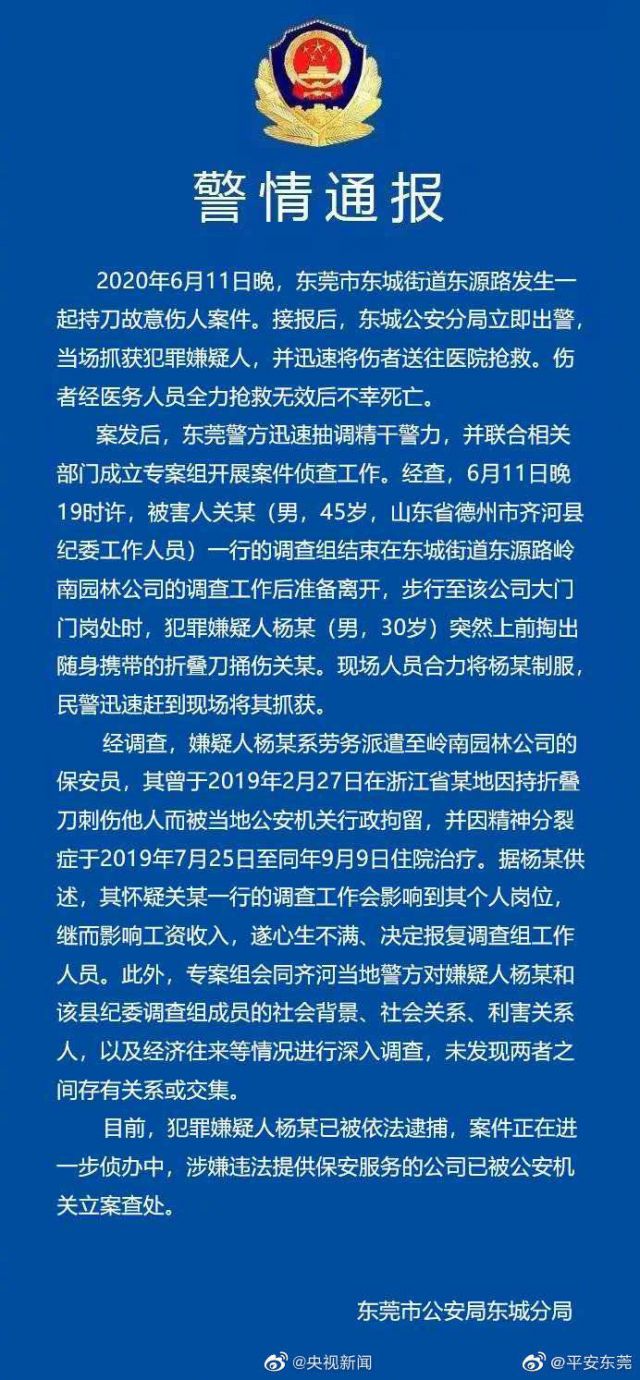 警情通报
2020年6月11日晚，东莞市东城街道东源路发生一
起持刀故意伤人案件。接报后，东城公安分局立即出警，
当场抓获犯罪嫌疑人，并迅速将伤者送往医院抢救。伤
者经医务人员全力抢救无效后不幸死亡。
案发后，东莞警方迅速抽调精干警力，并联合相关
部门成立专案组开展案件侦查工作。经查，6月11日晚
19时许，被害人关某（男，45岁，山东省德州市齐河县
纪委工作人员）一行的调查组结束在东城街道东源路岭
南园林公司的调查工作后准备离开，步行至该公司大门
门岗处时，犯罪嫌疑人杨某（男，30岁）突然上前掏出
随身携带的折叠刀捅伤关某。现场人员合力将杨某制服，
民警迅速赶到现场将其抓获。
经调查，嫌疑人杨某系劳务派遣至岭南园林公司的
保安员，其曾于2019年2月27日在浙江省某地因持折叠
刀刺伤他人而被当地公安机关行政拘留，并因精神分裂
症于2019年7月25日至同年9月9日住院治疗。据杨某供
述，其怀疑关某一行的调查工作会影响到其个人岗位，
继而影响工资收入，遂心生不满、决定报复调查组工作
人员。此外，专案组会同齐河当地警方对嫌疑人杨某和
该县纪委调查组成员的社会背景、社会关系、利害关系
人，以及经济往来等情况进行深入调查，未发现两者之
间存有关系或交集。
目前，犯罪嫌疑人杨某已被依法逮捕，案件正在进
一步侦办中，涉嫌违法提供保安服务的公司已被公安机
关立案查处。
东莞市公安局东城分局
@央视新闻
@平安东莞